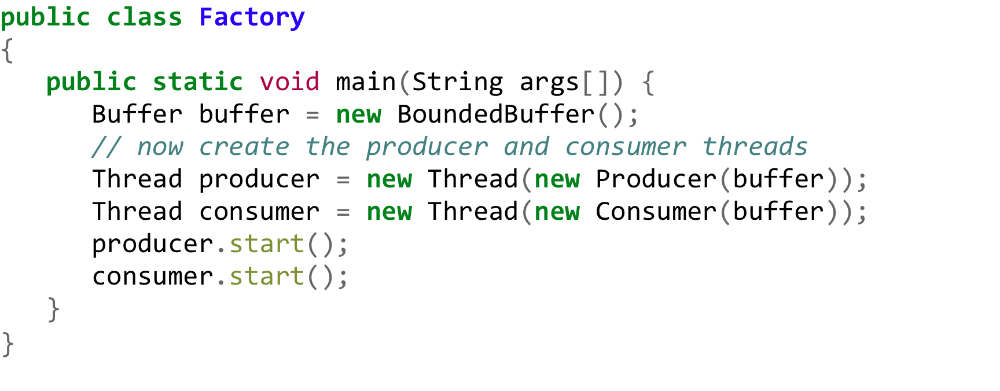 public class Factory
{
   public static void main(String args[]) {
      Buffer buffer = new BoundedBuffer();
      // now create the producer and consumer threads
      Thread producer = new Thread(new Producer(buffer));
      Thread consumer = new Thread(new Consumer(buffer));
      producer.start();
      consumer.start();
   }
}